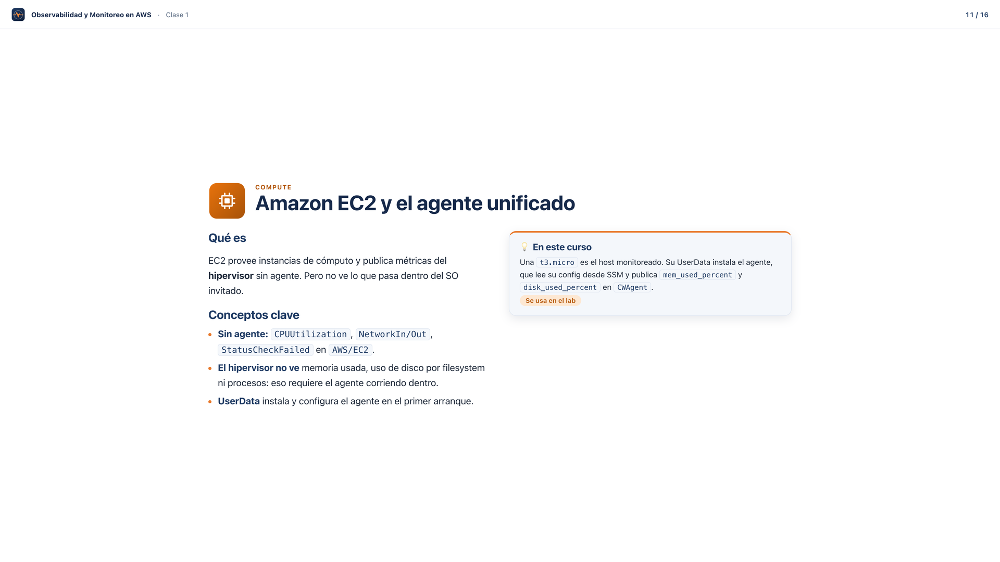 Observabilidad y Monitoreo en AWS · Clase 1
11 / 16
COMPUTE
Amazon EC2 y el agente unificado
Qué es
EC2 provee instancias de cómputo y publica métricas del
hipervisor sin agente. Pero no ve lo que pasa dentro del SO
invitado.
Conceptos clave
• Sin agente: CPUUtilization, NetworkIn/Out,
StatusCheckFailed en AWS/EC2.
• El hipervisor no ve memoria usada, uso de disco por filesystem
ni procesos: eso requiere el agente corriendo dentro.
• UserData instala y configura el agente en el primer arranque.
💡 En este curso
Una t3.micro es el host monitoreado. Su UserData instala el agente,
que lee su config desde SSM y publica mem_used_percent y
disk_used_percent en CWAgent.
Se usa en el lab